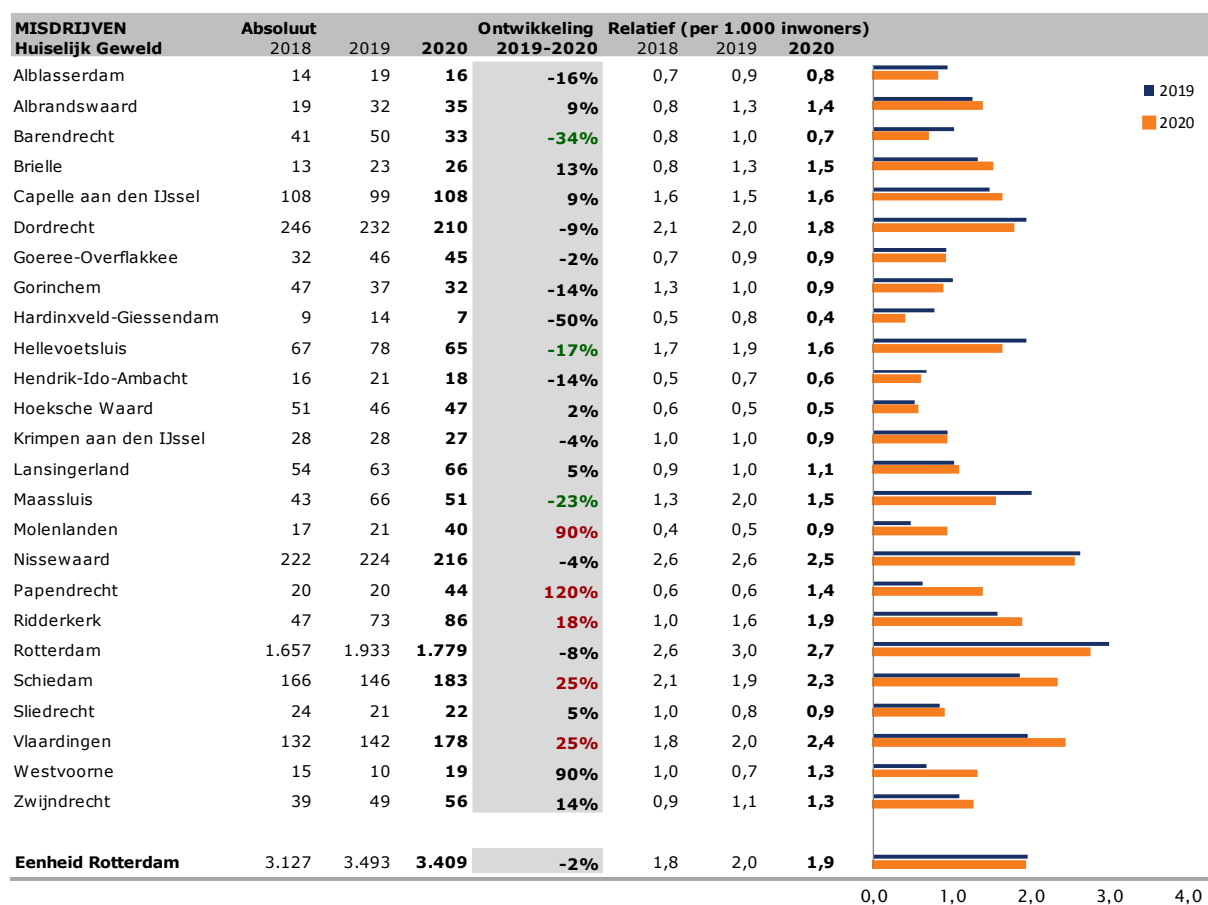 MISDRIJVEN Absoluut Ontwikkeling Relatief (per 1.000 inwoners)
Huiselijk Geweld 2018 2019 2020 2019-2020 2018 2019 2020
Alblasserdam 14 19 16 -16% 0,7 0,9 0,8
2019
Albrandswaard 19 32 35 9% 0,8 1,3 1,4
2020
Barendrecht 41 50 33 -34% 0,8 1,0 0,7
Brielle 13 23 26 13% 0,8 1,3 1,5
Capelle aan den IJssel 108 99 108 9% 1,6 1,5 1,6
Dordrecht 246 232 210 -9% 2,1 2,0 1,8
Goeree-Overflakkee 32 46 45 -2% 0,7 0,9 0,9
Gorinchem 47 37 32 -14% 1,3 1,0 0,9
Hardinxveld-Giessendam 9 14 7 -50% 0,5 0,8 0,4
Hellevoetsluis 67 78 65 -17% 1,7 1,9 1,6
Hendrik-Ido-Ambacht 16 21 18 -14% 0,5 0,7 0,6
Hoeksche Waard 51 46 47 2% 0,6 0,5 0,5
Krimpen aan den IJssel 28 28 27 -4% 1,0 1,0 0,9
Lansingerland 54 63 66 5% 0,9 1,0 1,1
Maassluis 43 66 51 -23% 1,3 2,0 1,5
Molenlanden 17 21 40 90% 0,4 0,5 0,9
Nissewaard 222 224 216 -4% 2,6 2,6 2,5
Papendrecht 20 20 44 120% 0,6 0,6 1,4
Ridderkerk 47 73 86 18% 1,0 1,6 1,9
Rotterdam 1.657 1.933 1.779 -8% 2,6 3,0 2,7
Schiedam 166 146 183 25% 2,1 1,9 2,3
Sliedrecht 24 21 22 5% 1,0 0,8 0,9
Vlaardingen 132 142 178 25% 1,8 2,0 2,4
Westvoorne 15 10 19 90% 1,0 0,7 1,3
Zwijndrecht 39 49 56 14% 0,9 1,1 1,3
Eenheid Rotterdam 3.127 3.493 3.409 -2% 1,8 2,0 1,9
0,0 1,0 2,0 3,0 4,0